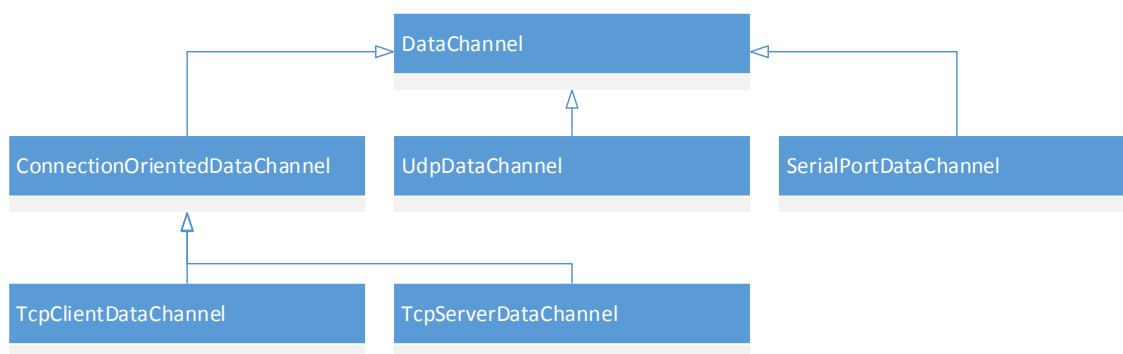 DataChannel
ConnectionOrientedDataChannel
UdpDataChannel
SerialPortDataChannel
TcpClientDataChannel
TcpServerDataChannel